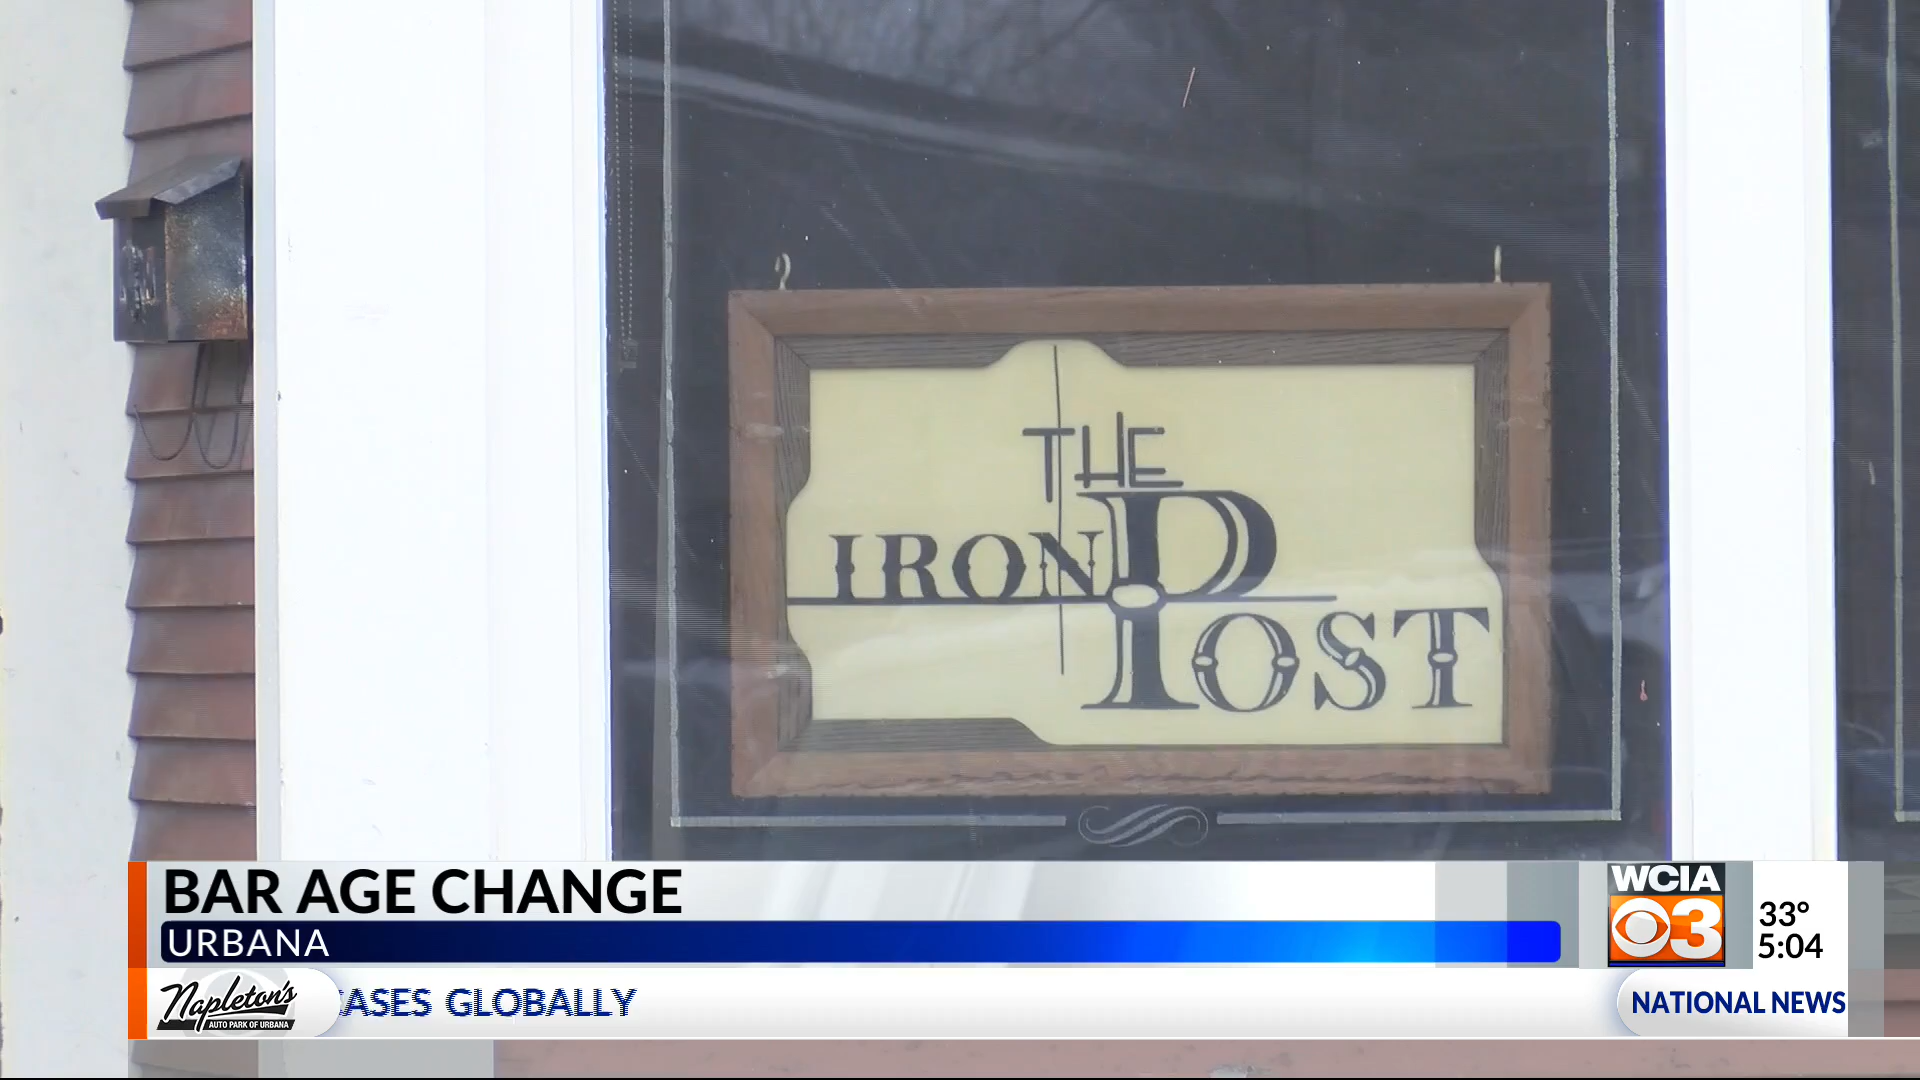 THE
IRON
POST
BAR AGE CHANGE
URBANA
WCIA
3
33°
5:04
Napleton's
AUTO PARK OF URBANA
CASES GLOBALLY
NATIONAL NEWS